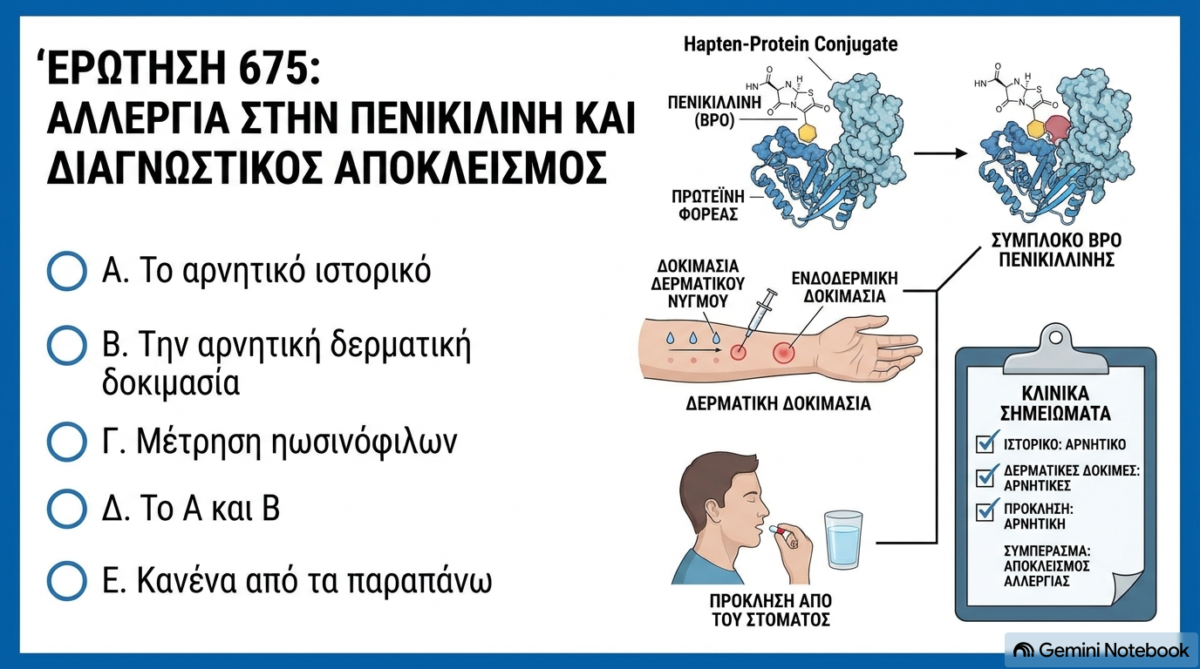 ‘ΕΡΩΤΗΣΗ 675:
ΑΛΛΕΡΓΙΑ ΣΤΗΝ ΠΕΝΙΚΙΛΙΝΗ ΚΑΙ
ΔΙΑΓΝΩΣΤΙΚΟΣ ΑΠΟΚΛΕΙΣΜΟΣ
Α. Το αρνητικό ιστορικό
Β. Την αρνητική δερματική
δοκιμασία
Γ. Μέτρηση ηωσινόφιλων
Δ. Το Α και Β
Ε. Κανένα από τα παραπάνω
Hapten-Protein Conjugate
O
HN
N
H
S
O
O
ΠΕΝΙΚΙΛΛΙΝΗ
(BPO)
ΠΡΩΤΕΪΝΗ
ΦΟΡΕΑΣ
O
HN
N
H
S
O
O
ΣΥΜΠΛΟΚΟ BPO
ΠΕΝΙΚΙΛΛΙΝΗΣ
ΔΟΚΙΜΑΣΙΑ
ΔΕΡΜΑΤΙΚΟΥ
ΝΥΓΜΟΥ
ΕΝΔΟΔΕΡΜΙΚΗ
ΔΟΚΙΜΑΣΙΑ
ΔΕΡΜΑΤΙΚΗ ΔΟΚΙΜΑΣΙΑ
ΠΡΟΚΛΗΣΗ ΑΠΟ
ΤΟΥ ΣΤΟΜΑΤΟΣ
ΚΛΙΝΙΚΑ
ΣΗΜΕΙΩΜΑΤΑ
ΙΣΤΟΡΙΚΟ: ΑΡΝΗΤΙΚΟ
ΔΕΡΜΑΤΙΚΕΣ ΔΟΚΙΜΕΣ:
ΑΡΝΗΤΙΚΕΣ
ΠΡΟΚΛΗΣΗ:
ΑΡΝΗΤΙΚΗ
ΣΥΜΠΕΡΑΣΜΑ:
ΑΠΟΚΛΕΙΣΜΟΣ
ΑΛΛΕΡΓΙΑΣ
Gemini Notebook